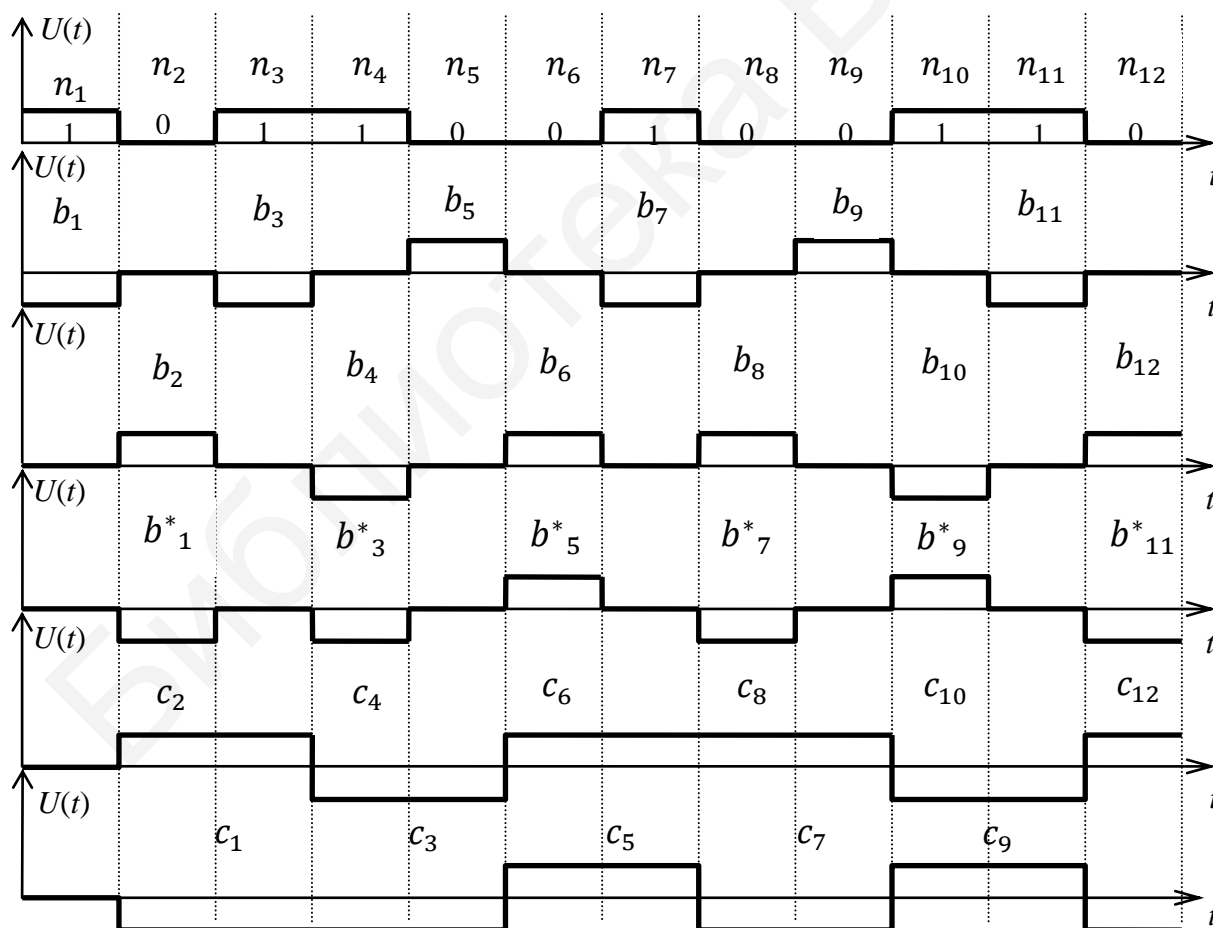 U(t)
n₁ n₂ n₃ n₄ n₅ n₆ n₇ n₈ n₉ n₁₀ n₁₁ n₁₂
1 0 1 1 0 0 1 0 0 1 1 0
t
U(t)
b₁ b₃ b₅ b₇ b₉ b₁₁
t
U(t)
b₂ b₄ b₆ b₈ b₁₀ b₁₂
t
U(t)
b*₁ b*₃ b*₅ b*₇ b*₉ b*₁₁
t
U(t)
c₂ c₄ c₆ c₈ c₁₀ c₁₂
t
U(t)
c₁ c₃ c₅ c₇ c₉
t
Библиотека Б